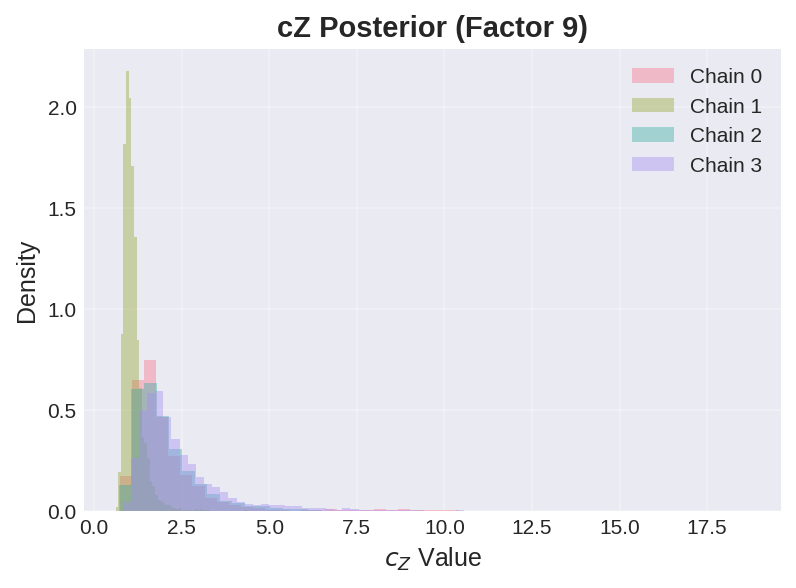 cZ Posterior (Factor 9)
Chain 0
Chain 1
Chain 2
Chain 3
Density
2.0
1.5
1.0
0.5
0.0
0.0 2.5 5.0 7.5 10.0 12.5 15.0 17.5
c_Z Value